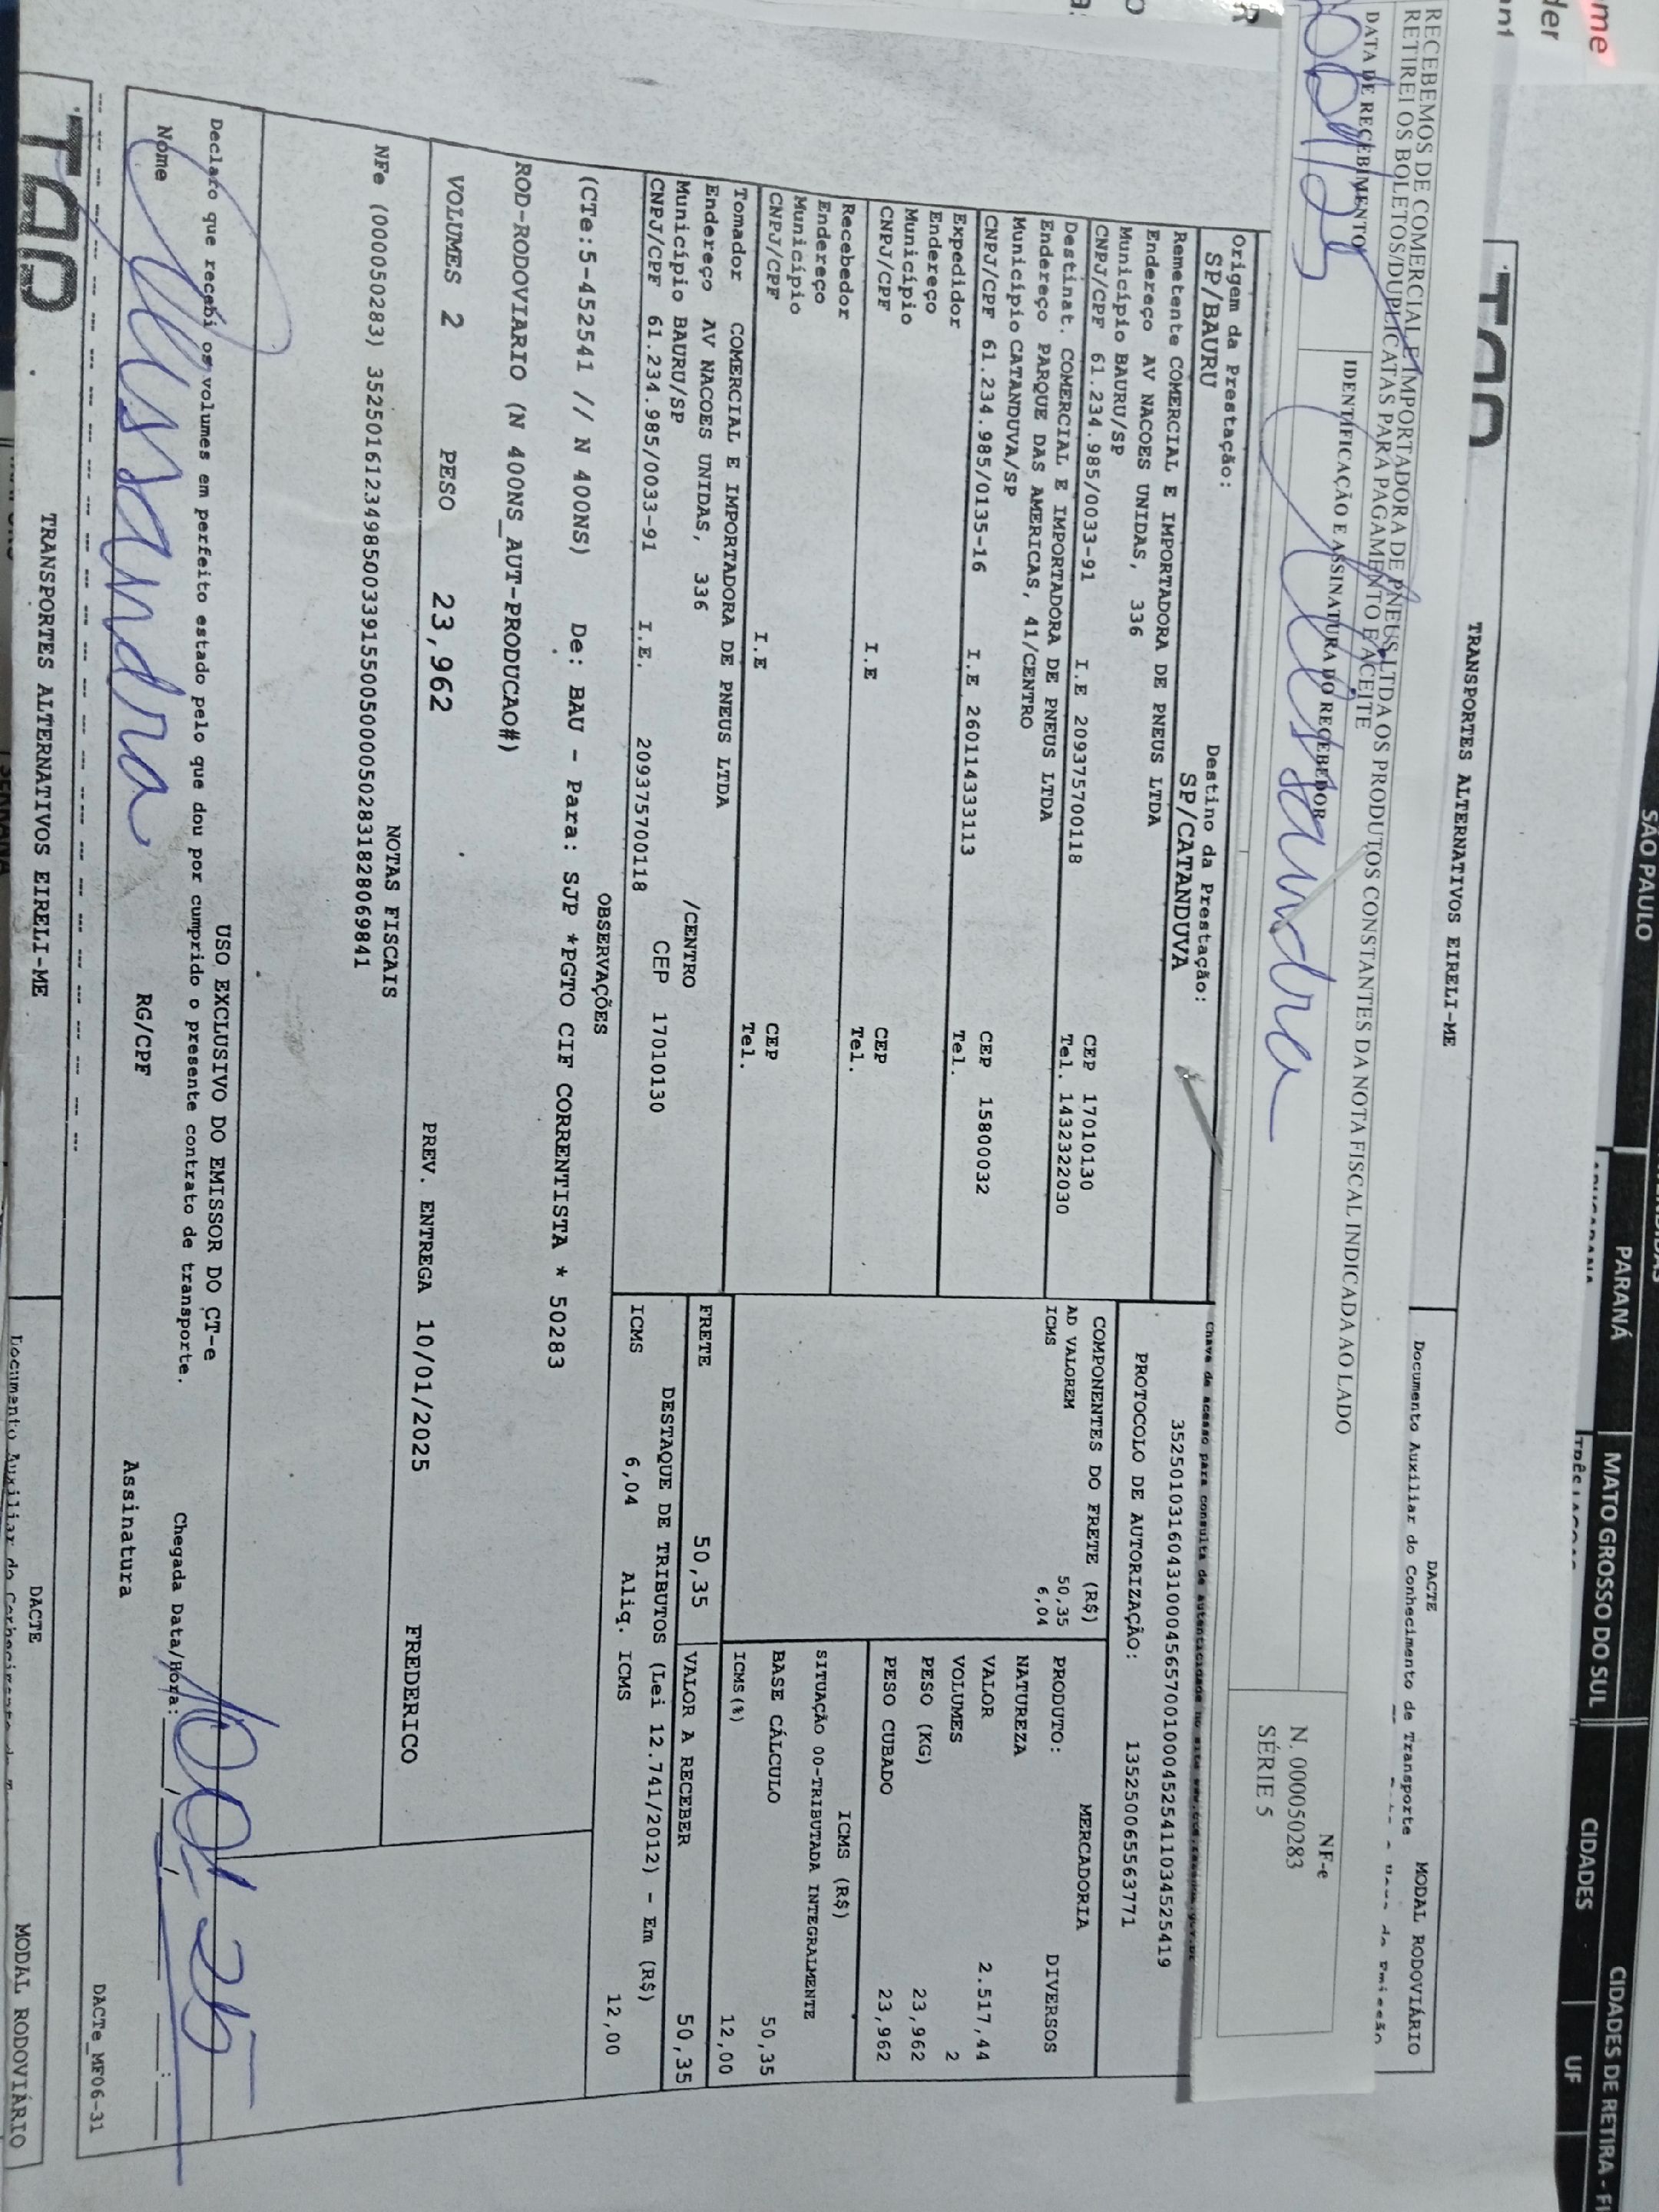 SÃO PAULO
PARANÁ
MATO GROSSO DO SUL
CIDADES
CIDADES DE RETIRA - F
UF
TRANSPORTES ALTERNATIVOS EIRELI-ME
DACTE
Documento Auxiliar do Conhecimento de Transporte
MODAL RODOVIÁRIO
RECEBEMOS DE COMERCIAL E IMPORTADORA DE PNEUS LTDA OS PRODUTOS CONSTANTES DA NOTA FISCAL INDICADA AO LADO
RETIREI OS BOLETOS/DUPLICATAS PARA PAGAMENTO E ACEITE
DATA DE RECEBIMENTO
IDENTIFICAÇÃO E ASSINATURA DO RECEBEDOR
Alessandra
NF-e
N. 000050283
SÉRIE 5
Origem da Prestação:
SP/BAURU
Destino da Prestação:
SP/CATANDUVA
Chave de acesso para consulta de autenticidade no site
35250103160431000456570010004525411034525419
PROTOCOLO DE AUTORIZAÇÃO: 135250065563771
Remetente COMERCIAL E IMPORTADORA DE PNEUS LTDA
Endereço AV NACOES UNIDAS, 336
Município BAURU/SP CEP 17010130
CNPJ/CPF 61.234.985/0033-91 I.E 209375700118 Tel. 1432322030
Destinat. COMERCIAL E IMPORTADORA DE PNEUS LTDA
Endereço PARQUE DAS AMERICAS, 41/CENTRO
Município CATANDUVA/SP CEP 15800032
CNPJ/CPF 61.234.985/0135-16 I.E 260114333113 Tel.
Expedidor
Endereço
Município CEP
CNPJ/CPF I.E Tel.
Recebedor
Endereço
Município CEP
CNPJ/CPF I.E Tel.
Tomador COMERCIAL E IMPORTADORA DE PNEUS LTDA
Endereço AV NACOES UNIDAS, 336 /CENTRO
Município BAURU/SP CEP 17010130
CNPJ/CPF 61.234.985/0033-91 I.E. 209375700118
COMPONENTES DO FRETE (R$)
AD VALOREM 50,35
ICMS 6,04
MERCADORIA
PRODUTO: DIVERSOS
NATUREZA
VALOR 2.517,44
VOLUMES 2
PESO (KG) 23,962
PESO CUBADO 23,962
ICMS (R$)
SITUAÇÃO 00-TRIBUTADA INTEGRALMENTE
BASE CÁLCULO 50,35
ICMS(%) 12,00
FRETE 50,35
VALOR A RECEBER 50,35
DESTAQUE DE TRIBUTOS (Lei 12.741/2012) - Em (R$)
ICMS 6,04 Aliq. ICMS 12,00
OBSERVAÇÕES
(CTe:5-452541 // N 400NS) De: BAU - Para: SJP *PGTO CIF CORRENTISTA * 50283
ROD-RODOVIARIO (N 400NS_AUT-PRODUCAO#)
VOLUMES 2 PESO 23,962 PREV. ENTREGA 10/01/2025 FREDERICO
NOTAS FISCAIS
NFe (000050283) 35250161234985003391550050000502831828069841
USO EXCLUSIVO DO EMISSOR DO CT-e
Declaro que recebi os volumes em perfeito estado pelo que dou por cumprido o presente contrato de transporte.
Chegada Data/Hora:
Nome Alessandra RG/CPF Assinatura
DACTe_MF06-31
TRANSPORTES ALTERNATIVOS EIRELI-ME
DACTE
MODAL RODOVIÁRIO